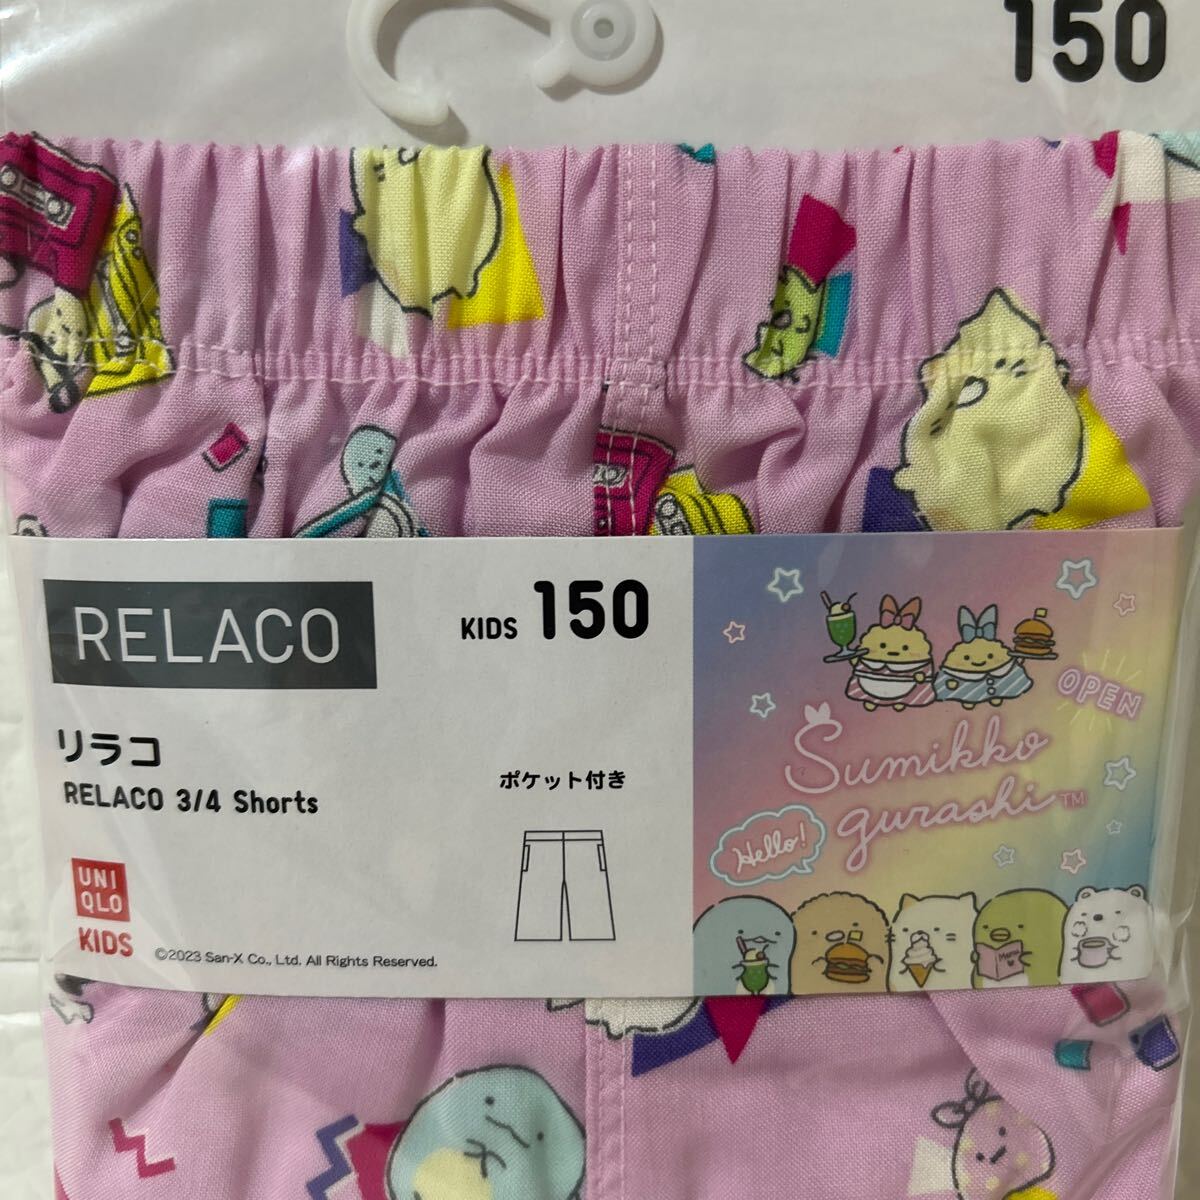 150
RELACO
KIDS 150
リラコ
RELACO 3/4 Shorts
ポケット付き
UNI
QLO
KIDS
©2023 San-X Co., Ltd. All Rights Reserved.
OPEN
Sumikko
gurashi™
Hello!
Menu